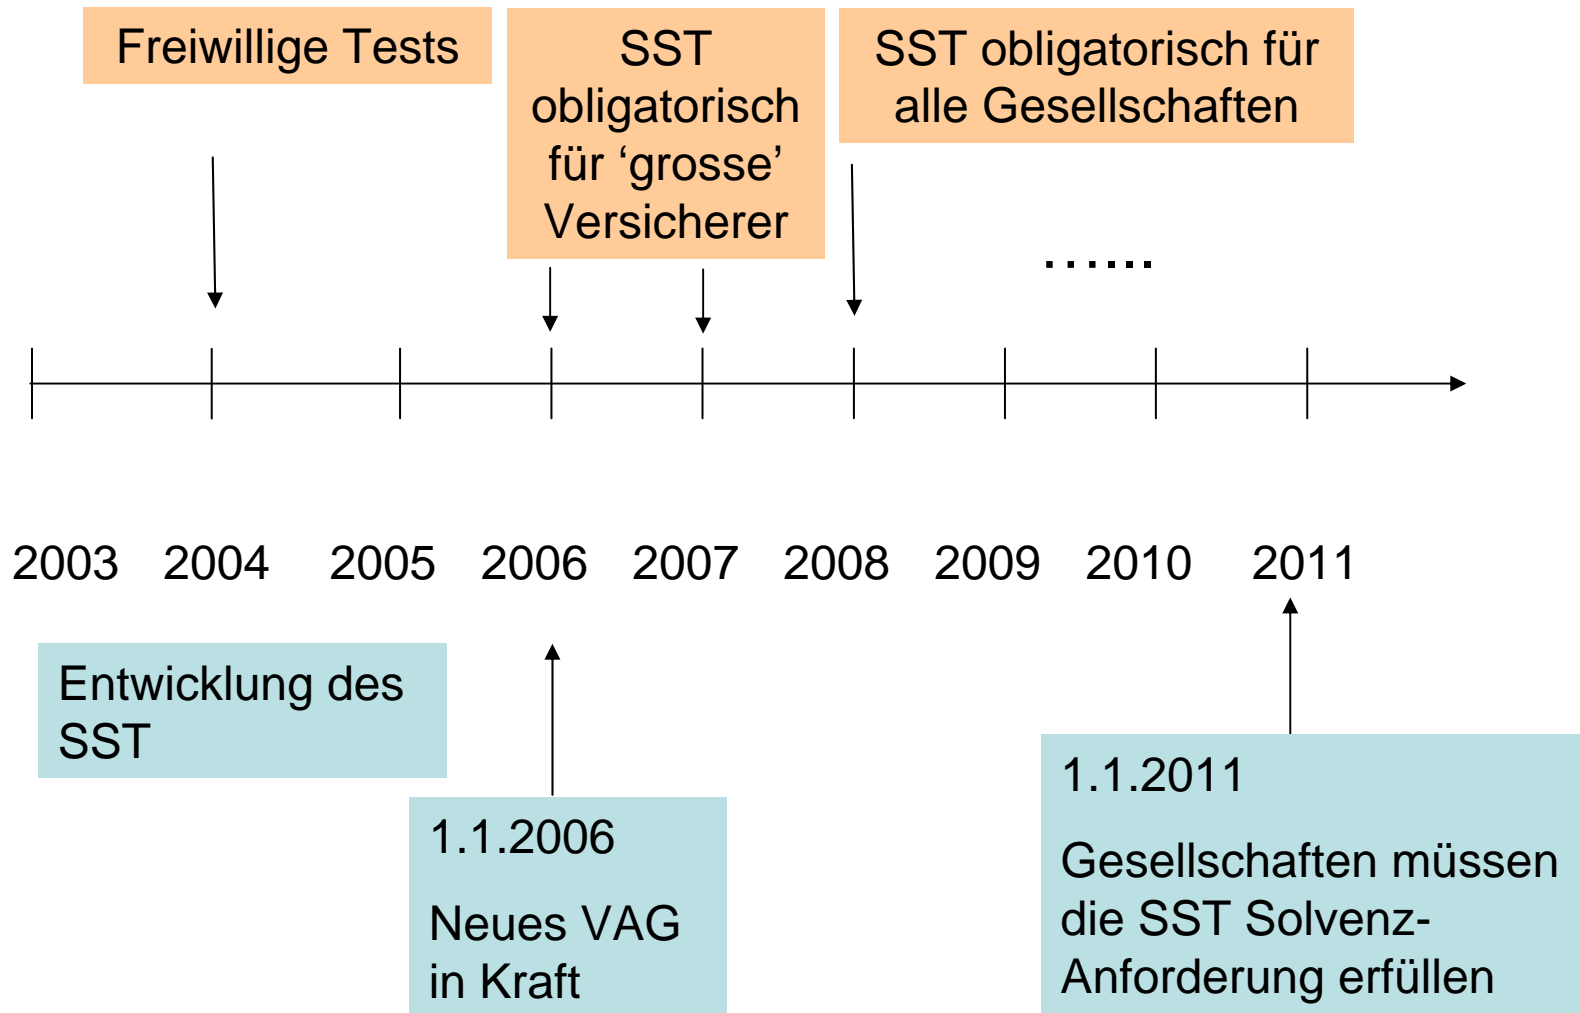 Freiwillige Tests
SST
obligatorisch
für ‘grosse’
Versicherer
SST obligatorisch für
alle Gesellschaften
…...
2003 2004 2005 2006 2007 2008 2009 2010 2011
Entwicklung des
SST
1.1.2006
Neues VAG
in Kraft
1.1.2011
Gesellschaften müssen
die SST Solvenz-
Anforderung erfüllen